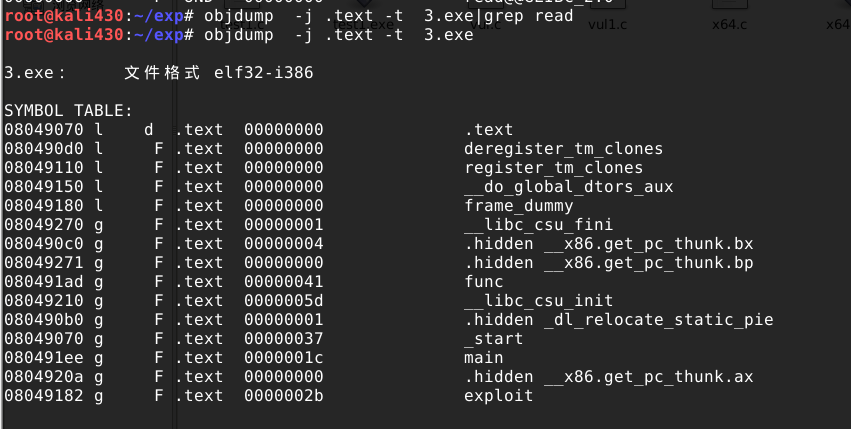 root@kali430:~/exp# objdump  -j .text -t  3.exe|grep read
root@kali430:~/exp# objdump  -j .text -t  3.exe
vul1.c
x64.c
x64
3.exe：     文件格式 elf32-i386
SYMBOL TABLE:
08049070 l    d  .text  00000000              .text
080490d0 l     F .text  00000000              deregister_tm_clones
08049110 l     F .text  00000000              register_tm_clones
08049150 l     F .text  00000000              __do_global_dtors_aux
08049180 l     F .text  00000000              frame_dummy
08049270 g     F .text  00000001              __libc_csu_fini
080490c0 g     F .text  00000004              .hidden __x86.get_pc_thunk.bx
08049271 g     F .text  00000000              .hidden __x86.get_pc_thunk.bp
080491ad g     F .text  00000041              func
08049210 g     F .text  0000005d              __libc_csu_init
080490b0 g     F .text  00000001              .hidden _dl_relocate_static_pie
08049070 g     F .text  00000037              _start
080491ee g     F .text  0000001c              main
0804920a g     F .text  00000000              .hidden __x86.get_pc_thunk.ax
08049182 g     F .text  0000002b              exploit